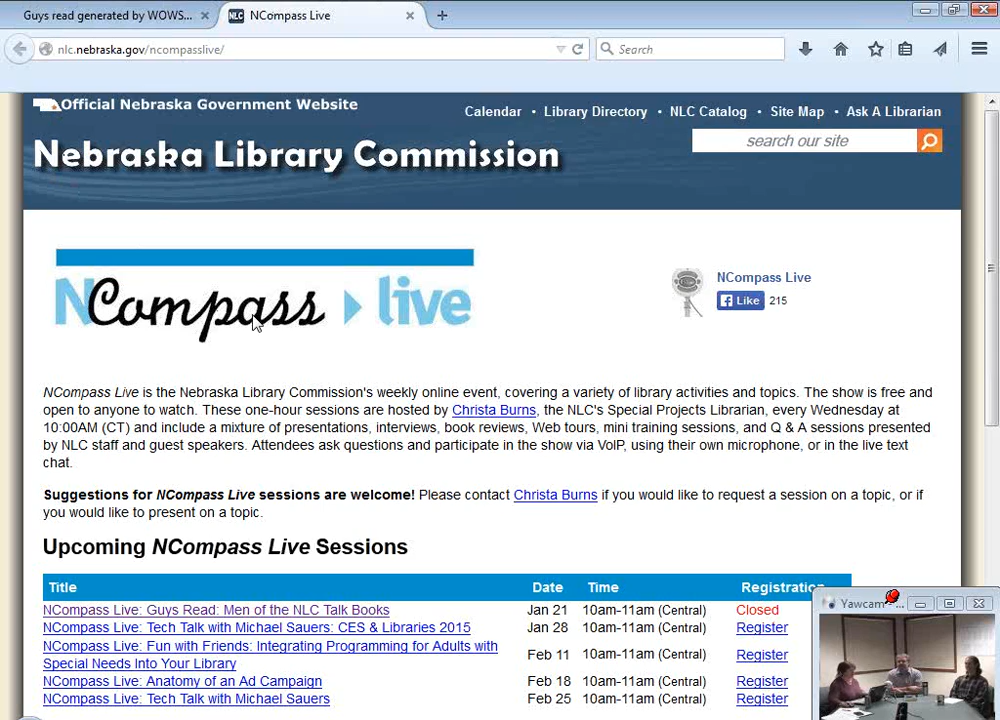 Guys read generated by WOWS...
NLC NCompass Live
nlc.nebraska.gov/ncompasslive/
Search
Official Nebraska Government Website
Calendar • Library Directory • NLC Catalog • Site Map • Ask A Librarian
Nebraska Library Commission
search our site
NCompass live
NCompass Live
Like 215
NCompass Live is the Nebraska Library Commission's weekly online event, covering a variety of library activities and topics. The show is free and
open to anyone to watch. These one-hour sessions are hosted by Christa Burns, the NLC's Special Projects Librarian, every Wednesday at
10:00AM (CT) and include a mixture of presentations, interviews, book reviews, Web tours, mini training sessions, and Q & A sessions presented
by NLC staff and guest speakers. Attendees ask questions and participate in the show via VoIP, using their own microphone, or in the live text
chat.
Suggestions for NCompass Live sessions are welcome! Please contact Christa Burns if you would like to request a session on a topic, or if
you would like to present on a topic.
Upcoming NCompass Live Sessions
Title Date Time Registration
NCompass Live: Guys Read: Men of the NLC Talk Books Jan 21 10am-11am (Central) Closed
NCompass Live: Tech Talk with Michael Sauers: CES & Libraries 2015 Jan 28 10am-11am (Central) Register
NCompass Live: Fun with Friends: Integrating Programming for Adults with
Special Needs Into Your Library Feb 11 10am-11am (Central) Register
NCompass Live: Anatomy of an Ad Campaign Feb 18 10am-11am (Central) Register
NCompass Live: Tech Talk with Michael Sauers Feb 25 10am-11am (Central) Register
Yawcam - ...